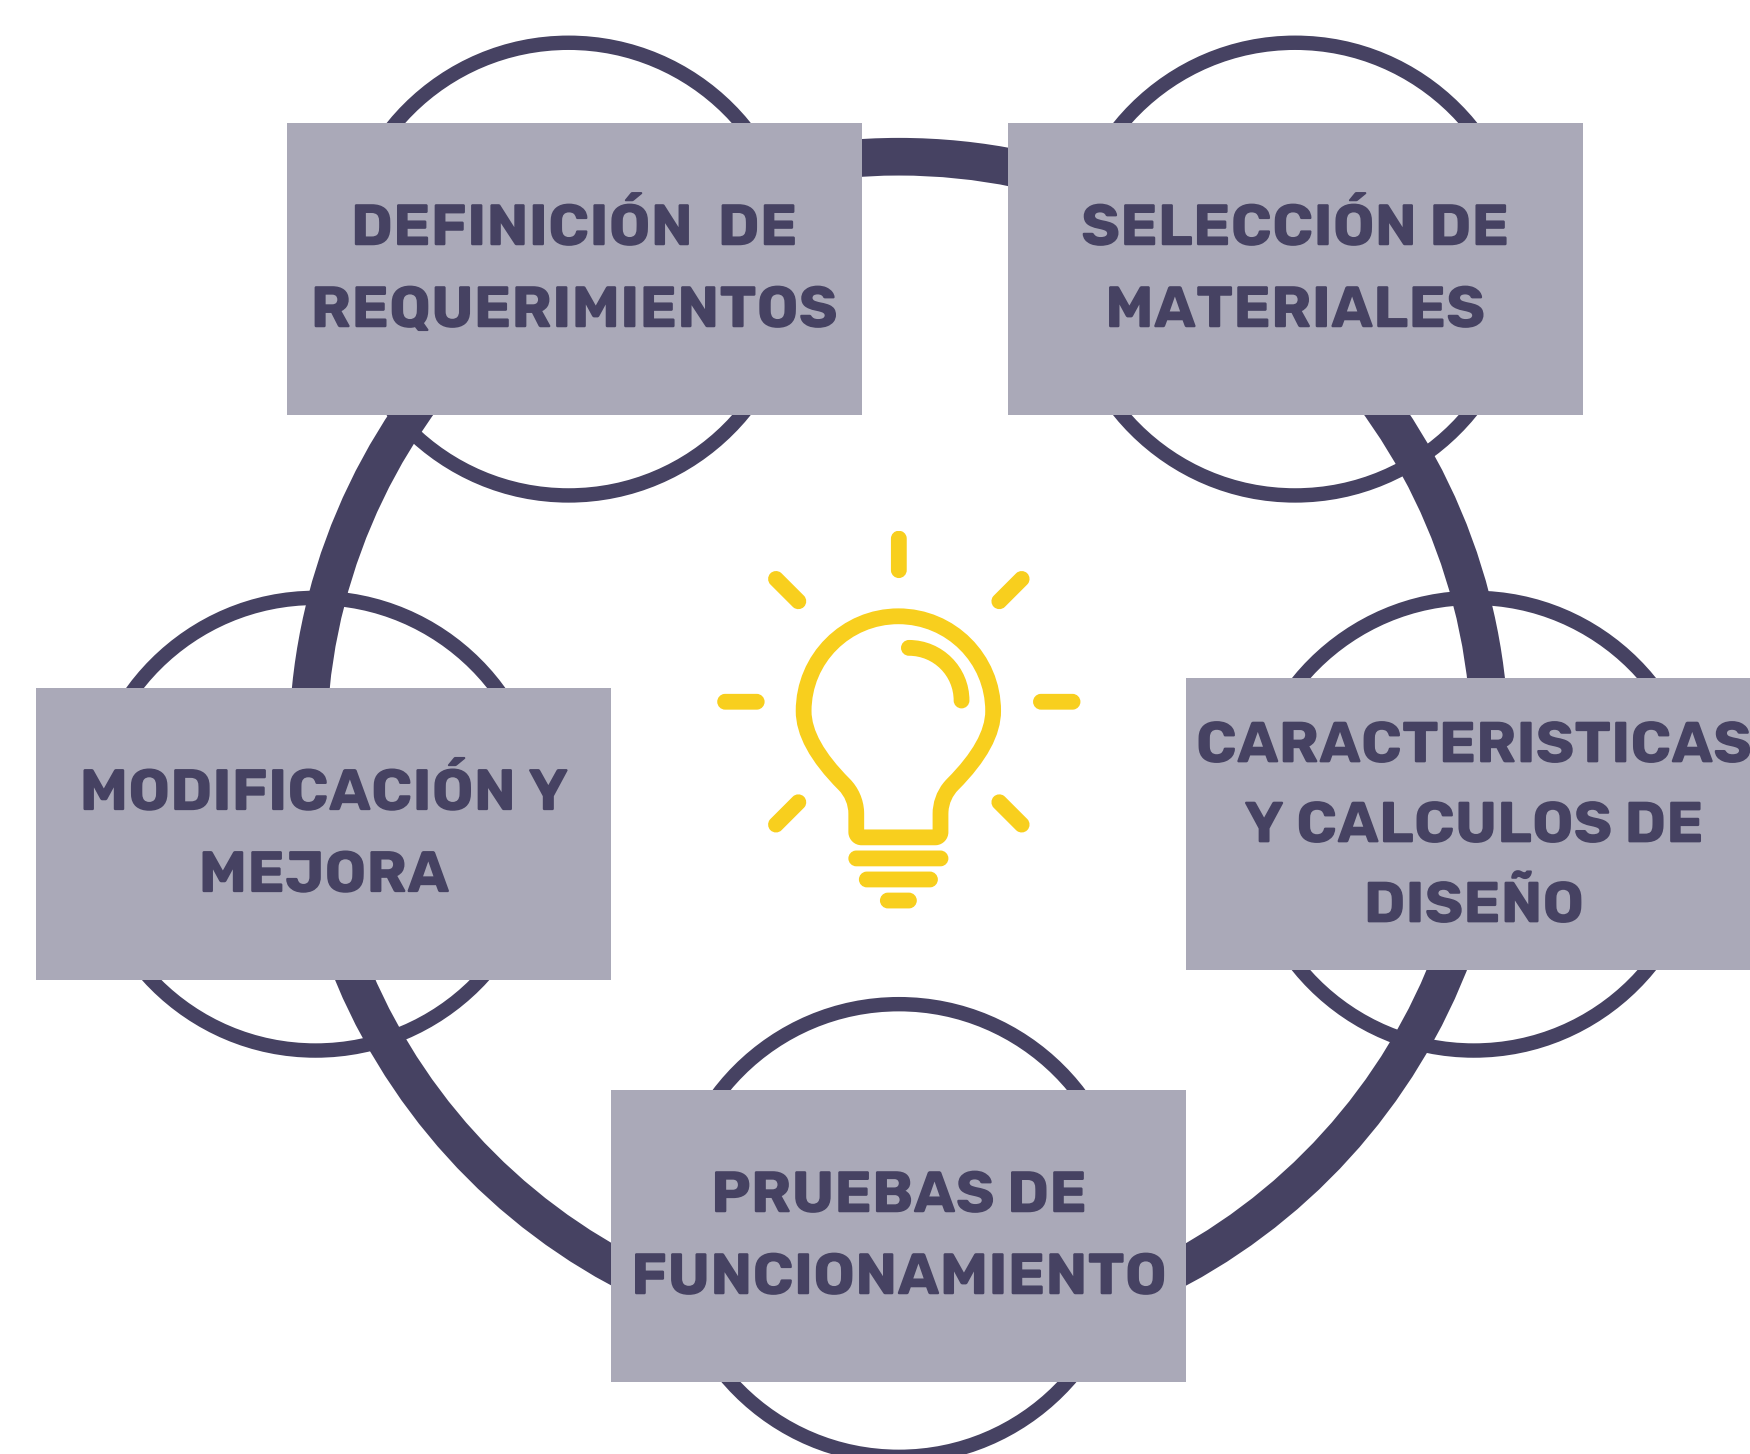 DEFINICIÓN DE
REQUERIMIENTOS
SELECCIÓN DE
MATERIALES
CARACTERISTICAS
Y CALCULOS DE
DISEÑO
PRUEBAS DE
FUNCIONAMIENTO
MODIFICACIÓN Y
MEJORA